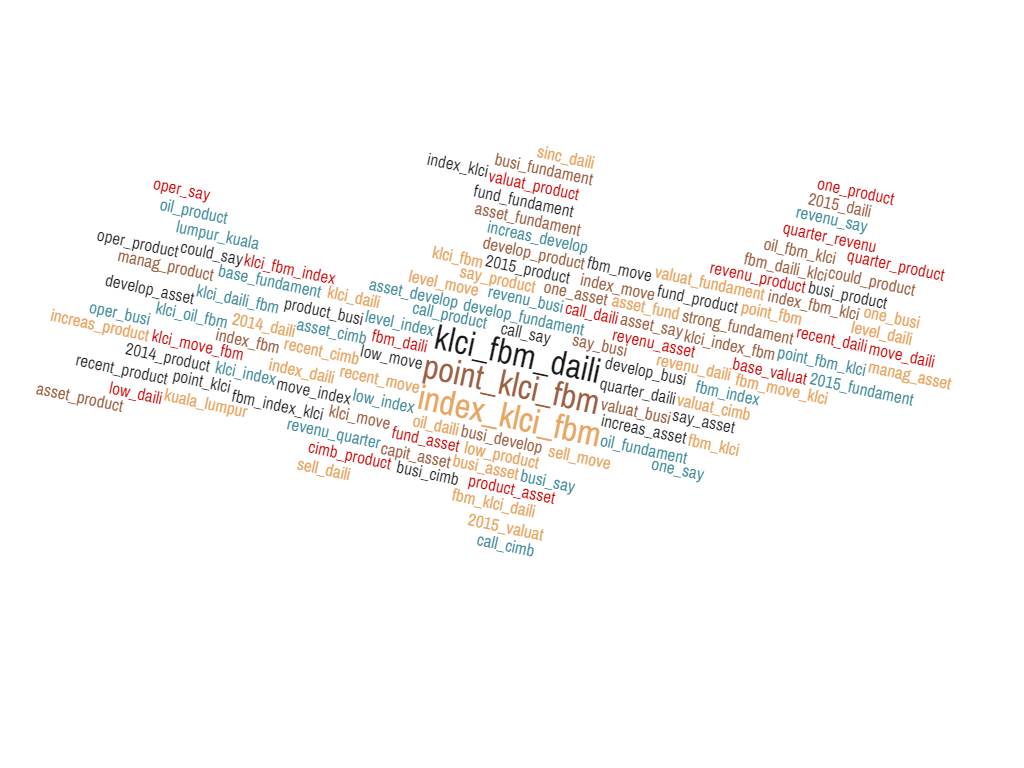 sinc_daili
index_klci busi_fundament
valuat_product
oper_say
one_product
fund_fundament
2015_daili
oil_product
asset_fundament
revenu_say
lumpur_kuala
increas_develop
quarter_revenu
oper_product could_say klci_fbm_index
klci_fbm develop_product
oil_fbm_klci quarter_product
manag_product base_fundament klci_daili
level_move say_product 2015_product fbm_move
fbm_daili_klci could_product
one_asset index_move valuat_fundament revenu_product busi_product
develop_asset klci_daili_fbm product_busi
asset_develop revenu_busi
asset_fund fund_product point_fbm index_fbm_klci one_busi
oper_busi klci_oil_fbm 2014_daili asset_cimb level_index
call_product develop_fundament call_daili asset_say strong_fundament recent_daili level_daili
increas_product klci_move_fbm index_fbm recent_cimb fbm_daili
call_say say_busi revenu_asset klci_index_fbm point_fbm_klci move_daili
2014_product klci_index index_daili recent_move low_move
klci_fbm_daili develop_busi revenu_daili base_valuat 2015_fundament manag_asset
recent_product point_klci move_index low_index
point_klci_fbm quarter_daili fbm_index fbm_move_klci
asset_product low_daili kuala_lumpur fbm_index_klci klci_move
index_klci_fbm valuat_busi valuat_cimb
revenu_quarter fund_asset oil_daili busi_develop
increas_asset say_asset
cimb_product capit_asset low_product sell_move oil_fundament fbm_klci
sell_daili busi_cimb busi_asset busi_say one_say
product_asset
fbm_klci_daili
2015_valuat
call_cimb